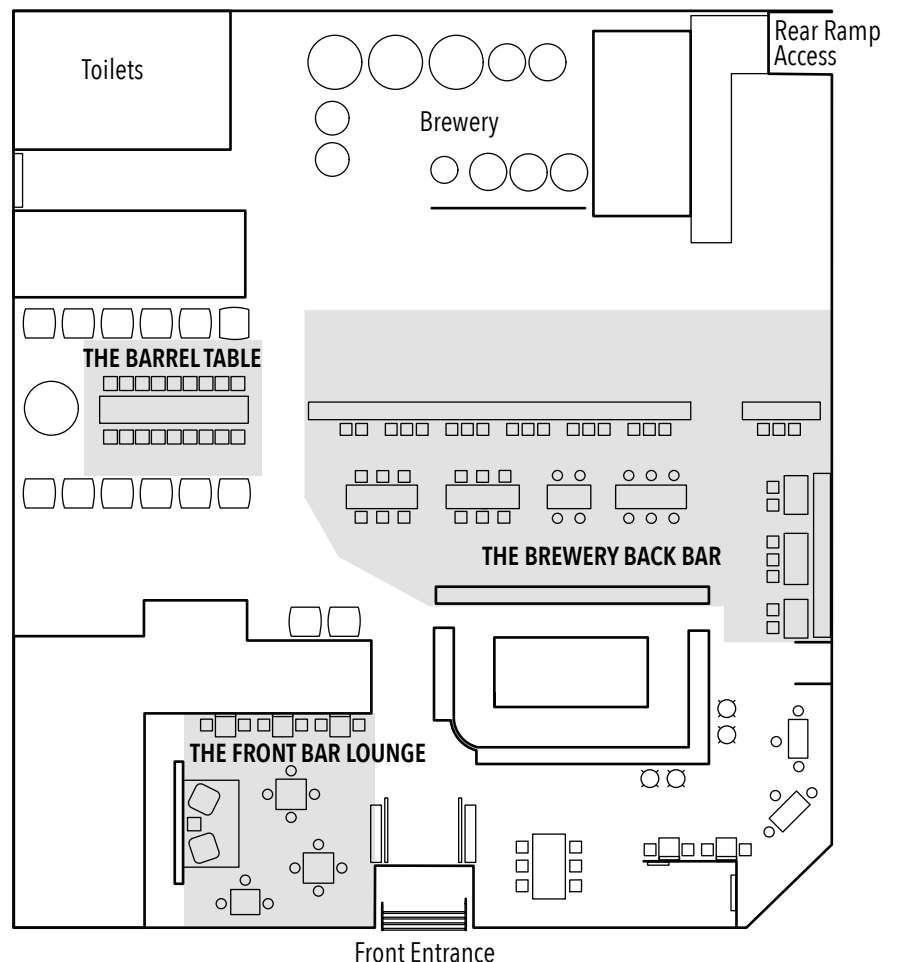 Rear Ramp
Access
Toilets
Brewery
THE BARREL TABLE
THE BREWERY BACK BAR
THE FRONT BAR LOUNGE
Front Entrance